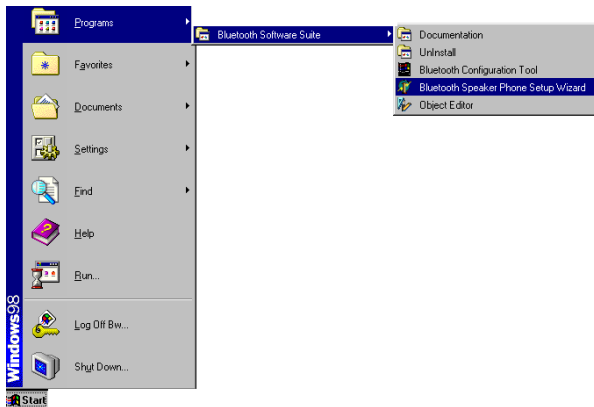 Programs
Favorites
Documents
Settings
Find
Help
Run...
Log Off Bw...
Shut Down...
Windows98
Start
Bluetooth Software Suite
Documentation
UnInstall
Bluetooth Configuration Tool
Bluetooth Speaker Phone Setup Wizard
Object Editor